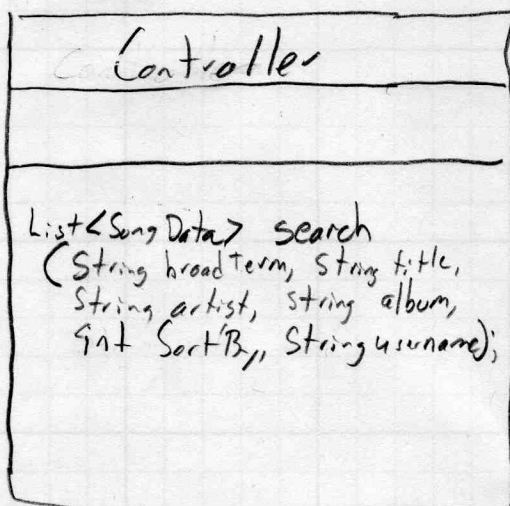 Controller
List<SongData> search
(String broadTerm, String title,
String artist, String album,
int SortBy, String username);